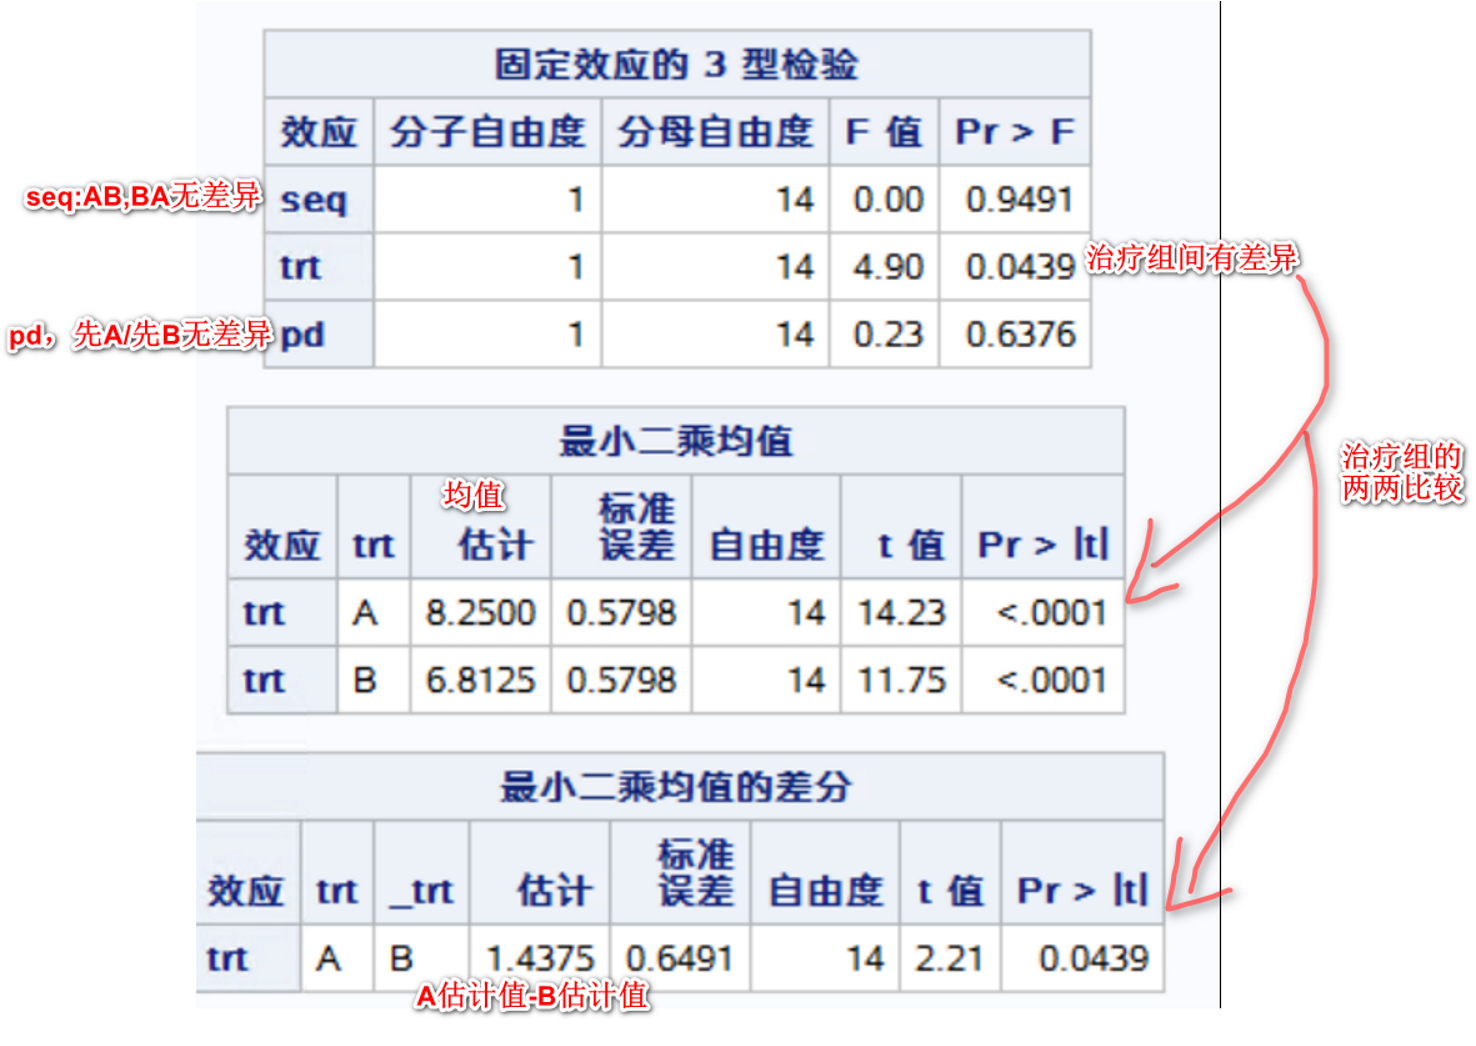 固定效应的 3 型检验
效应 分子自由度 分母自由度 F 值 Pr > F
seq:AB,BA无差异 seq 1 14 0.00 0.9491
trt 1 14 4.90 0.0439 治疗组间有差异
pd，先A/先B无差异 pd 1 14 0.23 0.6376
最小二乘均值
治疗组的
两两比较
均值
效应 trt 估计 标准误差 自由度 t 值 Pr > |t|
trt A 8.2500 0.5798 14 14.23 <.0001
trt B 6.8125 0.5798 14 11.75 <.0001
最小二乘均值的差分
效应 trt _trt 估计 标准误差 自由度 t 值 Pr > |t|
trt A B 1.4375 0.6491 14 2.21 0.0439
A估计值-B估计值